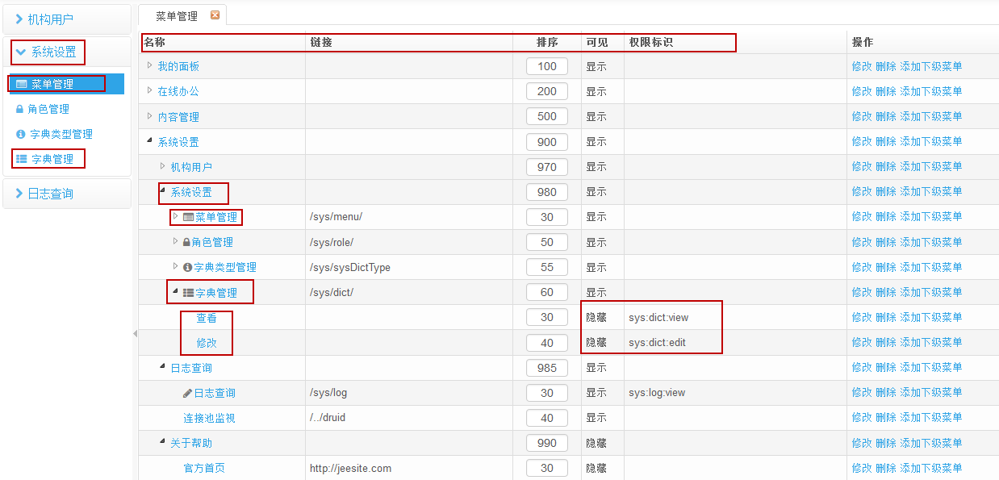 机构用户
系统设置
菜单管理
角色管理
字典类型管理
字典管理
日志查询
菜单管理
名称 链接 排序 可见 权限标识 操作
我的面板 100 显示 修改 删除 添加下级菜单
在线办公 200 显示 修改 删除 添加下级菜单
内容管理 500 显示 修改 删除 添加下级菜单
系统设置 900 显示 修改 删除 添加下级菜单
机构用户 970 显示 修改 删除 添加下级菜单
系统设置 980 显示 修改 删除 添加下级菜单
菜单管理 /sys/menu/ 30 显示 修改 删除 添加下级菜单
角色管理 /sys/role/ 50 显示 修改 删除 添加下级菜单
字典类型管理 /sys/sysDictType 55 显示 修改 删除 添加下级菜单
字典管理 /sys/dict/ 60 显示 修改 删除 添加下级菜单
查看 30 隐藏 sys:dict:view 修改 删除 添加下级菜单
修改 40 隐藏 sys:dict:edit 修改 删除 添加下级菜单
日志查询 985 显示 修改 删除 添加下级菜单
日志查询 /sys/log 30 显示 sys:log:view 修改 删除 添加下级菜单
连接池监视 /../druid 40 显示 修改 删除 添加下级菜单
关于帮助 990 隐藏 修改 删除 添加下级菜单
官方首页 http://jeesite.com 30 隐藏 修改 删除 添加下级菜单